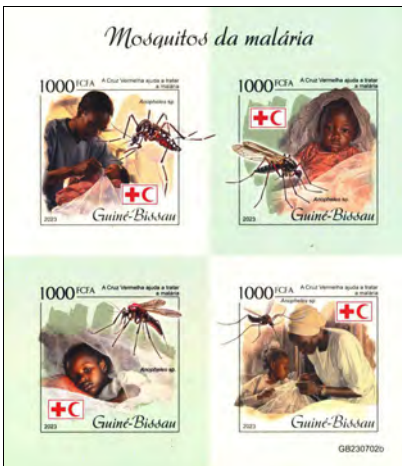 Mosquitos da malária
1000 FCFA
A Cruz Vermelha ajuda a tratar
a malária
Anopheles sp.
2023
Guiné-Bissau
1000 FCFA
A Cruz Vermelha ajuda a tratar
a malária
Anopheles sp.
2023
Guiné-Bissau
1000 FCFA
A Cruz Vermelha ajuda a tratar
a malária
Anopheles sp.
2023
Guiné-Bissau
1000 FCFA
A Cruz Vermelha ajuda a tratar
a malária
Anopheles sp.
2023
Guiné-Bissau
GB230702b